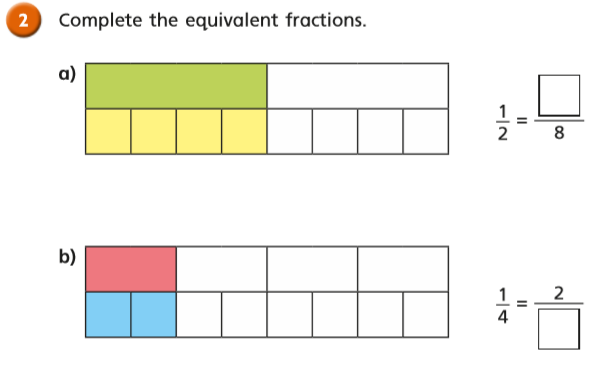 2 Complete the equivalent fractions.
a)
1/2 = □/8
b)
1/4 = 2/□